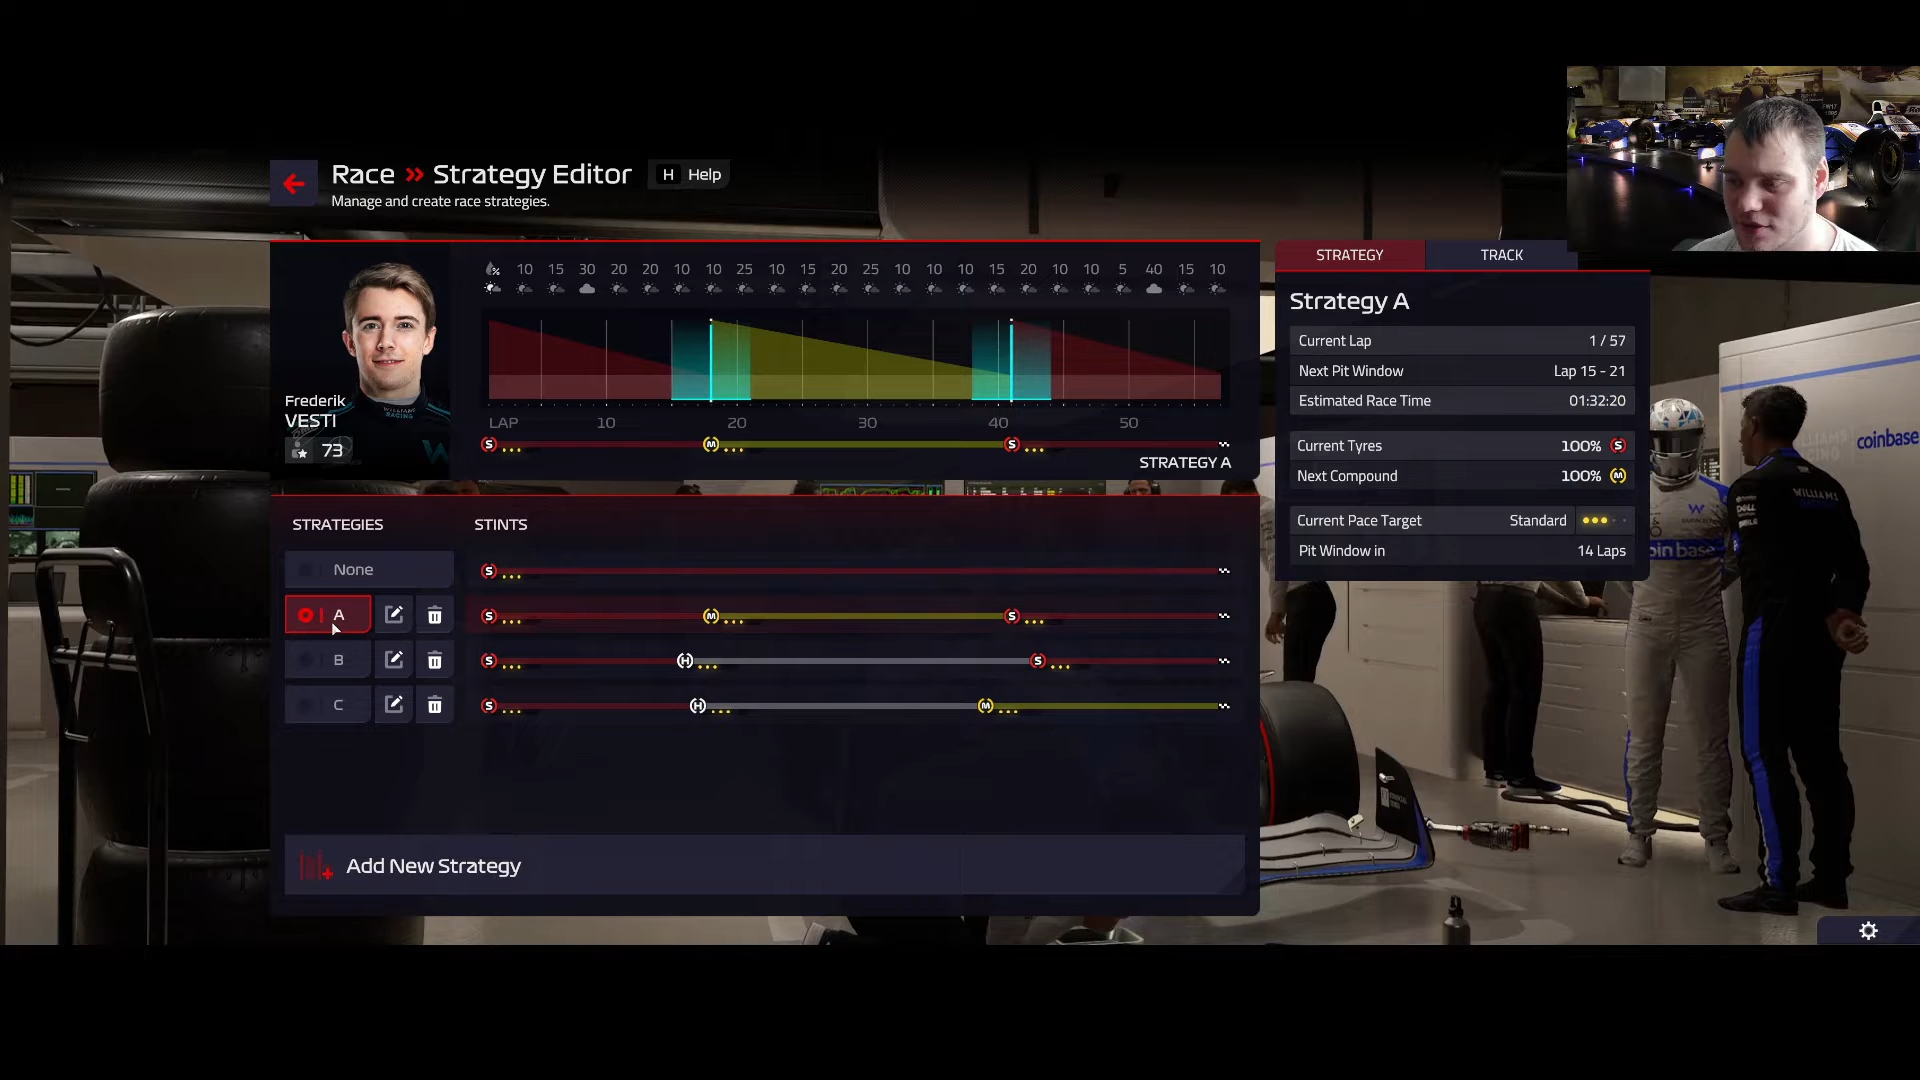 Race » Strategy Editor H Help
Manage and create race strategies.
10 15 30 20 20 10 10 25 10 15 20 25 10 10 10 15 20 10 10 5 40 15 10
Frederik
VESTI
73
LAP 10 20 30 40 50
S M S
STRATEGY A
STRATEGIES STINTS
None S
A S M S
B S H S
C S H M
Add New Strategy
STRATEGY TRACK
Strategy A
Current Lap 1 / 57
Next Pit Window Lap 15 - 21
Estimated Race Time 01:32:20
Current Tyres 100% S
Next Compound 100% M
Current Pace Target Standard
Pit Window in 14 Laps
coinbase
WILLIAMS
RACING
W
coinbase
WILLIAMS